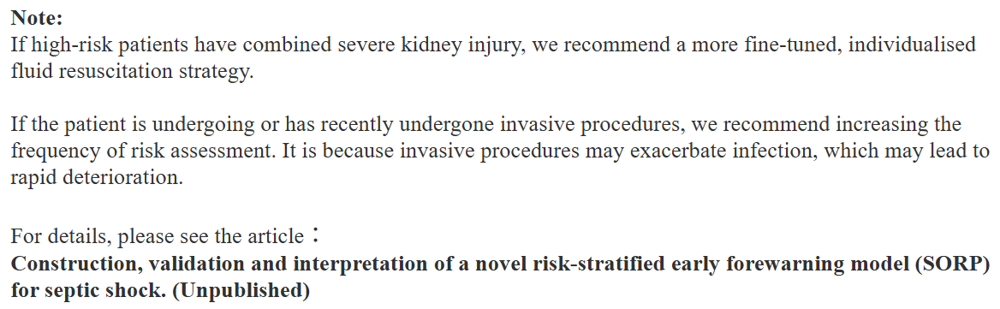 Note:
If high-risk patients have combined severe kidney injury, we recommend a more fine-tuned, individualised
fluid resuscitation strategy.
If the patient is undergoing or has recently undergone invasive procedures, we recommend increasing the
frequency of risk assessment. It is because invasive procedures may exacerbate infection, which may lead to
rapid deterioration.
For details, please see the article：
Construction, validation and interpretation of a novel risk-stratified early forewarning model (SORP)
for septic shock. (Unpublished)